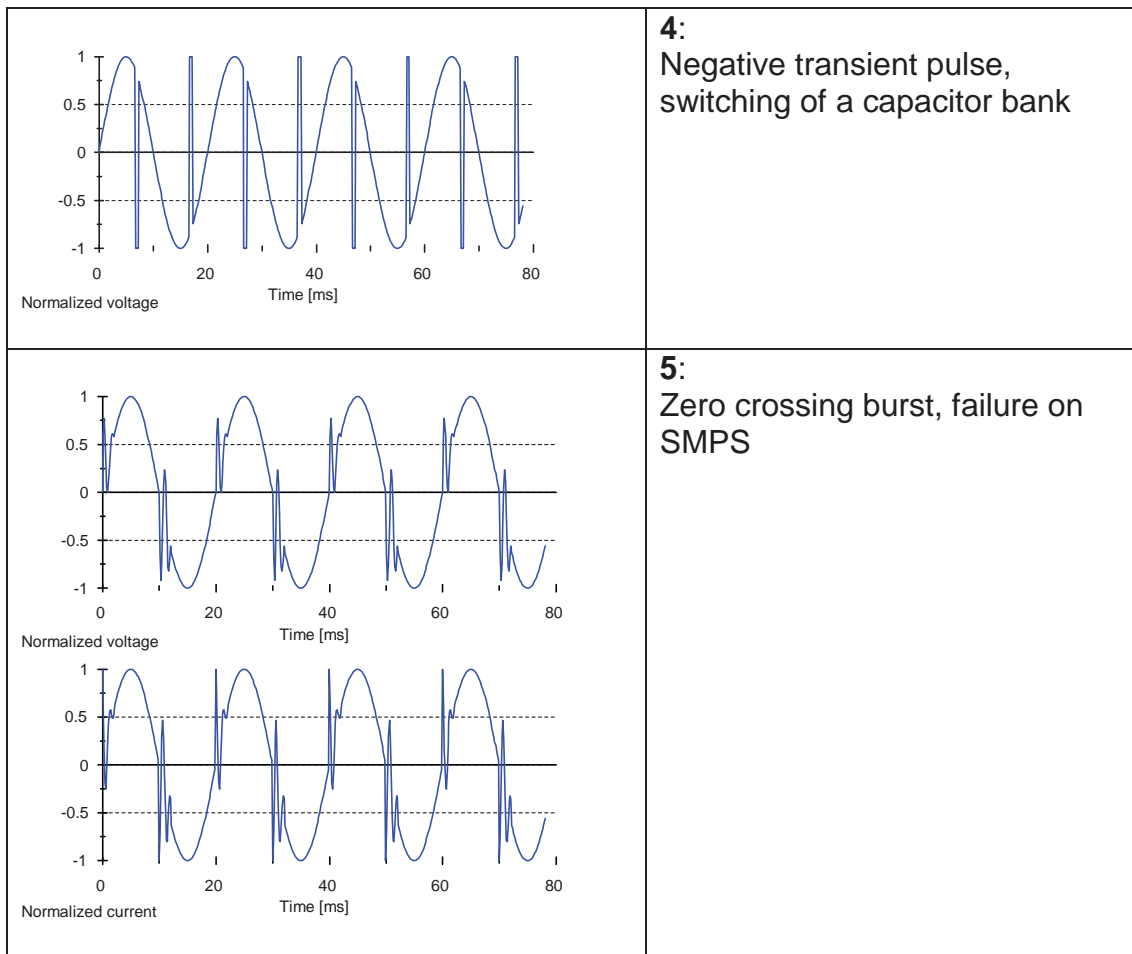 4:
Negative transient pulse,
switching of a capacitor bank
1
0.5
0
-0.5
-1
0 20 40 60 80
Time [ms]
Normalized voltage
5:
Zero crossing burst, failure on
SMPS
1
0.5
0
-0.5
-1
0 20 40 60 80
Time [ms]
Normalized voltage
1
0.5
0
-0.5
-1
0 20 40 60 80
Time [ms]
Normalized current